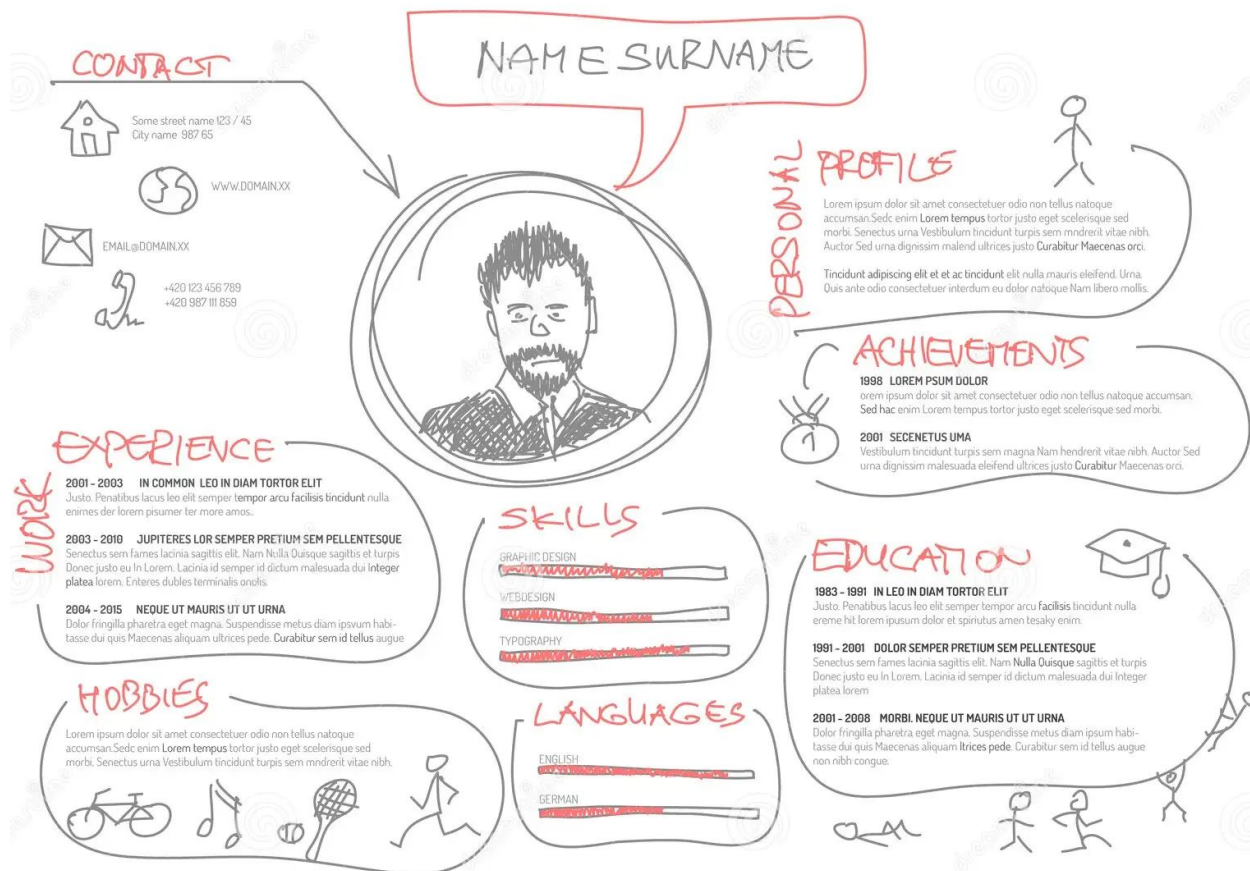 NAME SURNAME
CONTACT
Some street name 123 / 45
City name 987 65
WWW.DOMAIN.XX
EMAIL@DOMAIN.XX
+420 123 456 789
+420 987 111 859
PERSONAL PROFILE
Lorem ipsum dolor sit amet consectetuer odio non tellus natoque
accumsan.Sedc enim Lorem tempus tortor justo eget scelerisque sed
morbi. Senectus urna Vestibulum tincidunt turpis sem mndrerit vitae nibh.
Auctor Sed urna dignissim malend ultrices justo Curabitur Maecenas orci.
Tincidunt adipiscing elit et et ac tincidunt elit nulla mauris eleifend. Urna,
Quis ante odio consectetuer interdum eu dolor natoque Nam libero mollis.
ACHIEVEMENTS
1998 LOREM PSUM DOLOR
orem ipsum dolor sit amet consectetuer odio non tellus natoque accumsan.
Sed hac enim Lorem tempus tortor justo eget scelerisque sed morbi.
1
2001 SECENETUS UMA
Vestibulum tincidunt turpis sem magna Nam hendrerit vitae nibh. Auctor Sed
urna dignissim malesuada eleifend ultrices justo Curabitur Maecenas orci.
WORK EXPERIENCE
2001 - 2003 IN COMMON LEO IN DIAM TORTOR ELIT
Justo. Penatibus lacus leo elit semper tempor arcu facilisis tincidunt nulla
enimes der lorem pisumer ter more amos..
2003 - 2010 JUPITERES LOR SEMPER PRETIUM SEM PELLENTESQUE
Senectus sem fames lacinia sagittis elit. Nam Nulla Quisque sagittis et turpis
Donec justo eu In Lorem. Lacinia id semper id dictum malesuada dui Integer
platea lorem. Enteres dubles terminalis onolis.
2004 - 2015 NEQUE UT MAURIS UT UT URNA
Dolor fringilla pharetra eget magna. Suspendisse metus diam ipsvum habi-
tasse dui quis Maecenas aliquam ultrices pede. Curabitur sem id tellus augue
SKILLS
GRAPHIC DESIGN
WEBDESIGN
TYPOGRAPHY
EDUCATION
1983 - 1991 IN LEO IN DIAM TORTOR ELIT
Justo. Penatibus lacus leo elit semper tempor arcu facilisis tincidunt nulla
ereme hit lorem ipusum dolor et spiriutus amen tesaky enim.
1991 - 2001 DOLOR SEMPER PRETIUM SEM PELLENTESQUE
Senectus sem fames lacinia sagittis elit. Nam Nulla Quisque sagittis et turpis
Donec justo eu In Lorem. Lacinia id semper id dictum malesuada dui Integer
platea lorem
2001 - 2008 MORBI. NEQUE UT MAURIS UT UT URNA
Dolor fringilla pharetra eget magna. Suspendisse metus diam ipsum habi-
tasse dui quis Maecenas aliquam ltrices pede. Curabitur sem id tellus augue
non nibh congue.
HOBBIES
Lorem ipsum dolor sit amet consectetuer odio non tellus natoque
accumsan.Sedc enim Lorem tempus tortor justo eget scelerisque sed
morbi. Senectus urna Vestibulum tincidunt turpis sem mndrerit vitae nibh.
LANGUAGES
ENGLISH
GERMAN